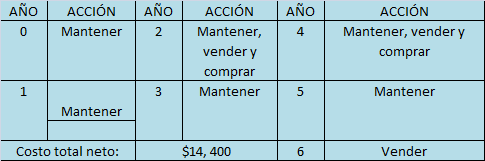 AÑO ACCIÓN AÑO ACCIÓN AÑO ACCIÓN
0 Mantener 2 Mantener, vender y comprar 4 Mantener, vender y comprar
1 Mantener 3 Mantener 5 Mantener
Costo total neto: $14, 400 6 Vender